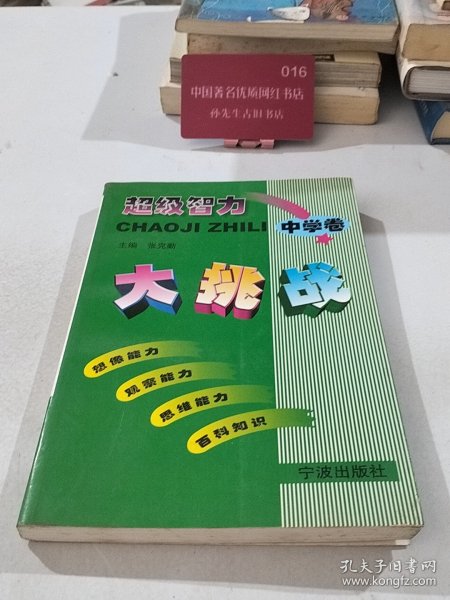 016
中国著名优质网红书店
孙先生古旧书店
超级智力
CHAOJI ZHILI
中学卷
主编 张克勤
大挑战
想像能力
观察能力
思维能力
百科知识
宁波出版社
孔夫子旧书网
www.kongfz.com